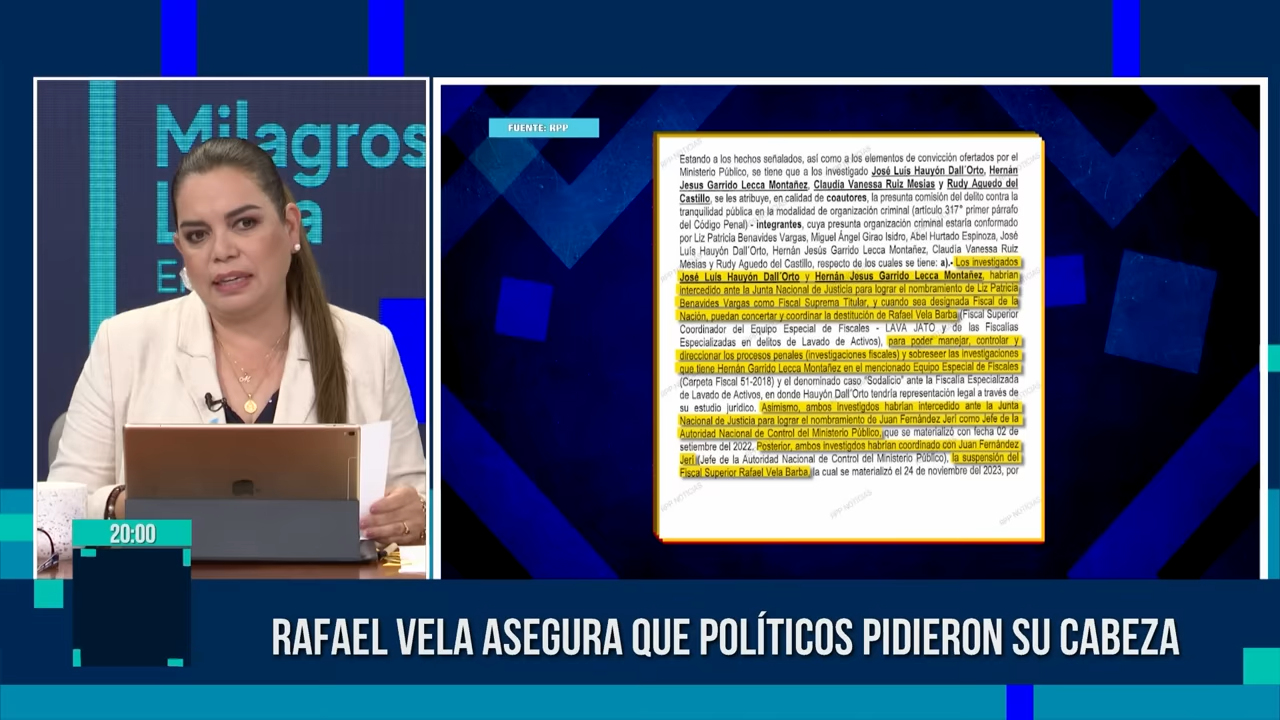 Milagros
L
a
E
FUENTE: RPP
Estando a los hechos señalados, así como a los elementos de convicción ofertados por el
Ministerio Público, se tiene que a los investigado José Luis Hauyón Dall´Orto, Hernán
Jesus Garrido Lecca Montañez, Claudia Vanessa Ruiz Mesias y Rudy Aguedo del
Castillo, se les atribuye, en calidad de coautores, la presunta comisión del delito contra la
tranquilidad pública en la modalidad de organización criminal (artículo 317° primer párrafo
del Código Penal) - integrantes, cuya presunta organización criminal estaría conformado
por Liz Patricia Benavides Vargas, Miguel Ángel Girao Isidro, Abel Hurtado Espinoza, José
Luis Hauyón Dall´Orto, Hernán Jesús Garrido Lecca Montañez, Claudia Vanessa Ruiz
Mesias y Rudy Aguedo del Castillo, respecto de los cuales se tiene: a).- Los investigados
José Luis Hauyón Dall´Orto y Hernán Jesus Garrido Lecca Montañez, habrían
intercedido ante la Junta Nacional de Justicia para lograr el nombramiento de Liz Patricia
Benavides Vargas como Fiscal Suprema Titular, y cuando sea designada Fiscal de la
Nación, puedan concertar y coordinar la destitución de Rafael Vela Barba (Fiscal Superior
Coordinador del Equipo Especial de Fiscales - LAVA JATO y de las Fiscalías
Especializadas en delitos de Lavado de Activos), para poder manejar, controlar y
direccionar los procesos penales (investigaciones fiscales) y sobreseer las investigaciones
que tiene Hernán Garrido Lecca Montañez en el mencionado Equipo Especial de Fiscales
(Carpeta Fiscal 51-2018) y el denominado caso "Sodalicio" ante la Fiscalía Especializada
de Lavado de Activos, en donde Hauyón Dall´Orto tendría representación legal a través de
su estudio jurídico. Asimismo, ambos investigdos habrían intercedido ante la Junta
Nacional de Justicia para lograr el nombramiento de Juan Fernández Jeri como Jefe de la
Autoridad Nacional de Control del Ministerio Público, que se materializó con fecha 02 de
setiembre del 2022. Posterior, ambos investigados habrían coordinado con Juan Fernández
Jeri (Jefe de la Autoridad Nacional de Control del Ministerio Público), la suspensión del
Fiscal Superior Rafael Vela Barba, la cual se materializó el 24 de noviembre del 2023, por
RPP NOTICIAS
RPP NOTICIAS
RPP NOTICIAS
20:00
RAFAEL VELA ASEGURA QUE POLÍTICOS PIDIERON SU CABEZA